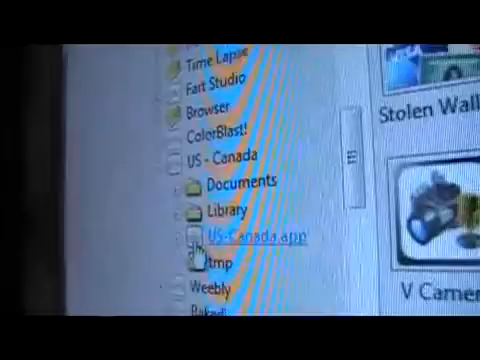 Time Lapse
Fart Studio
Browser
ColorBlast!
US - Canada
Documents
Library
US-Canada.app
tmp
Weebly
Stolen Wall
V Camer